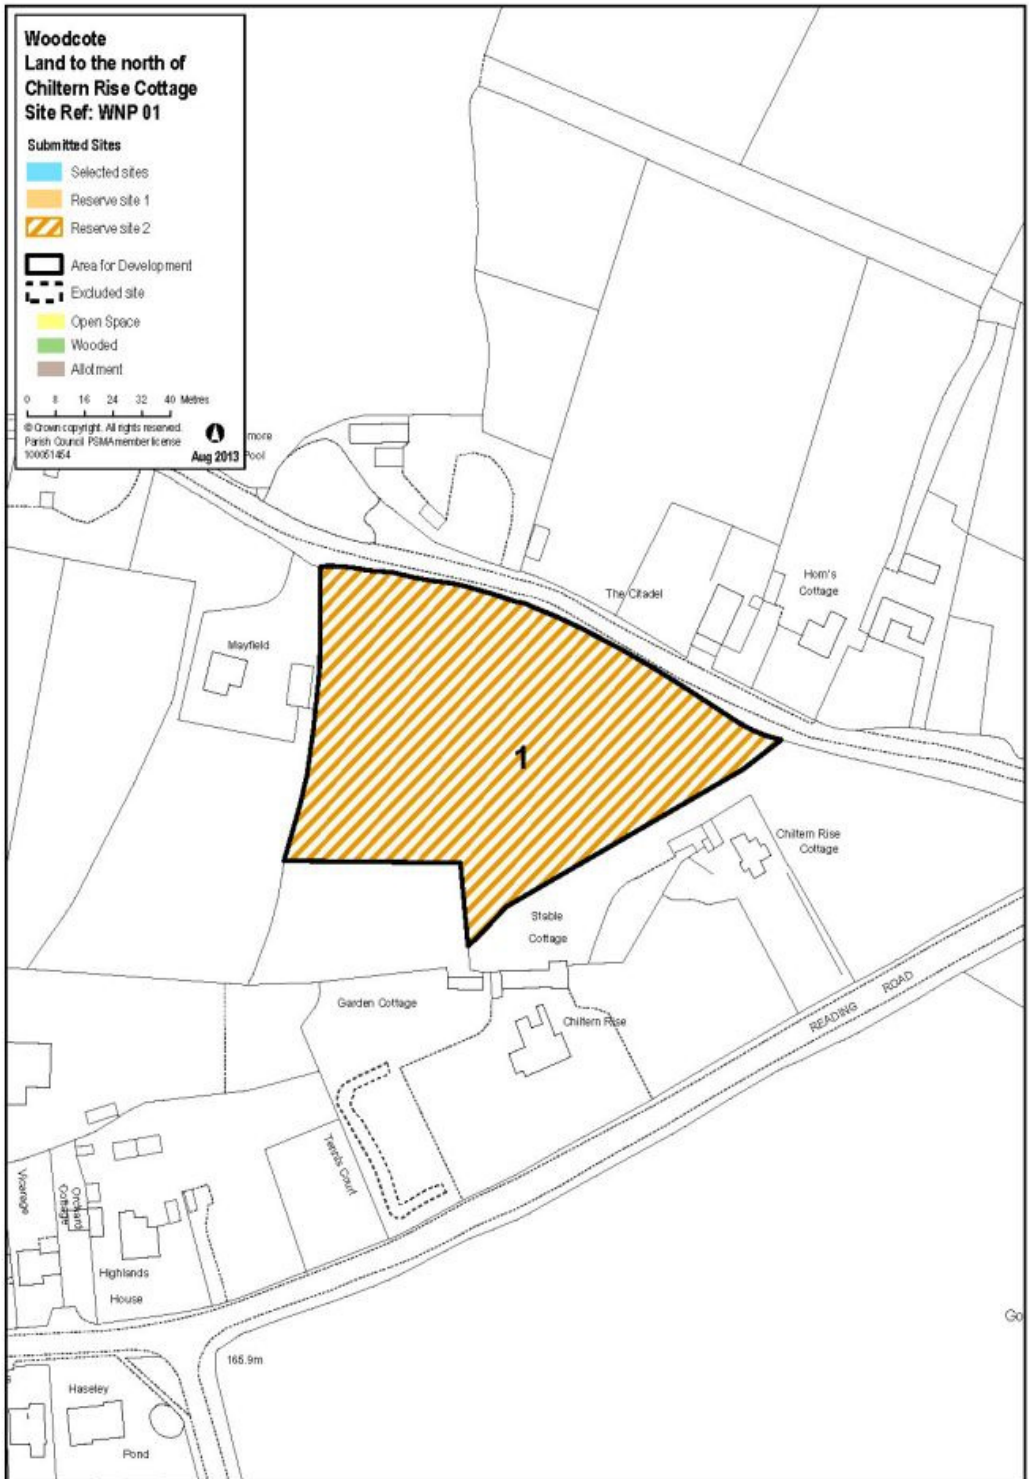 Woodcote
Land to the north of
Chiltern Rise Cottage
Site Ref: WNP 01
Submitted Sites
Selected sites
Reserve site 1
Reserve site 2
Area for Development
Excluded site
Open Space
Wooded
Allotment
0 8 16 24 32 40 Metres
© Crown copyright. All rights reserved.
Parish Council PSMA member license
100051454
Aug 2013
more
Pool
The Citadel
Horn's
Cottage
Mayfield
1
Chiltern Rise
Cottage
Stable
Cottage
Garden Cottage
Chiltern Rise
READING ROAD
Tennis Court
Vicarage
Orchard
Cottage
Highlands
House
Go
165.9m
Haseley
Pond